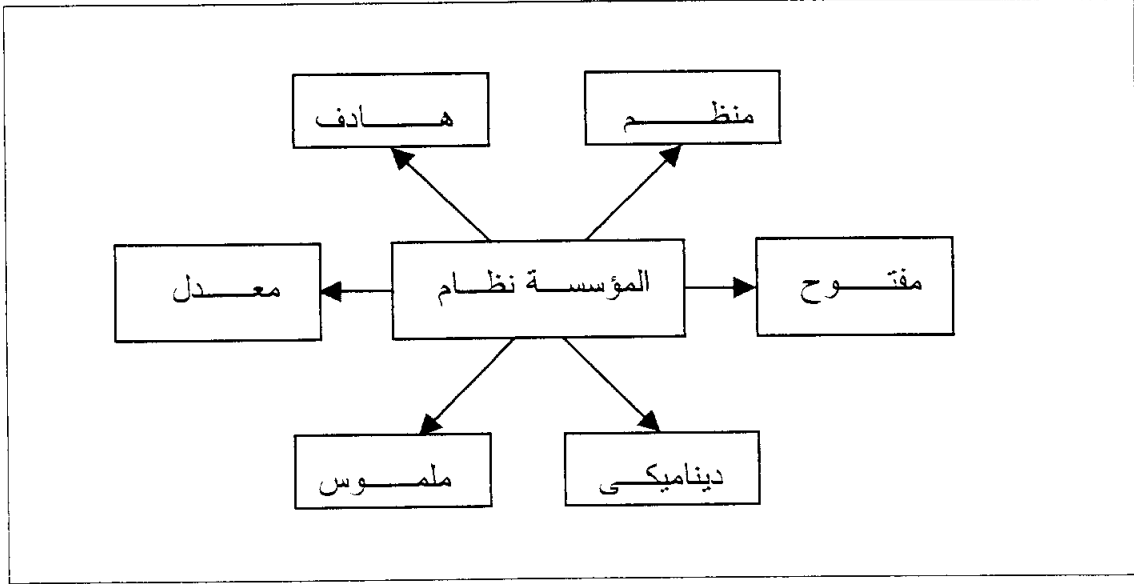 منظم
هادف
مفتوح
المؤسسة نظام
معدل
ديناميكى
ملموس